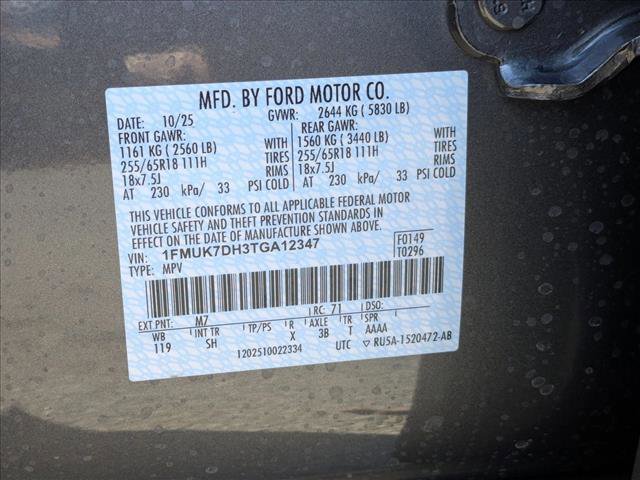 MFD. BY FORD MOTOR CO.
DATE: 10/25 GVWR: 2644 KG ( 5830 LB)
FRONT GAWR: REAR GAWR:
1161 KG ( 2560 LB) WITH 1560 KG ( 3440 LB) WITH
255/65R18 111H TIRES 255/65R18 111H TIRES
18x7.5J RIMS 18x7.5J RIMS
AT 230 kPa/ 33 PSI COLD AT 230 kPa/ 33 PSI COLD
THIS VEHICLE CONFORMS TO ALL APPLICABLE FEDERAL MOTOR
VEHICLE SAFETY AND THEFT PREVENTION STANDARDS IN
EFFECT ON THE DATE OF MANUFACTURE SHOWN ABOVE.
VIN: 1FMUK7DH3TGA12347 F0149
TYPE: MPV T0296
EXT PNT: M7 RC: 71 DSO:
WB INT TR TP/PS R AXLE TR SPR
119 SH X 3B T AAAA
1202510022334 UTC ▽ RU5A-1520472-AB